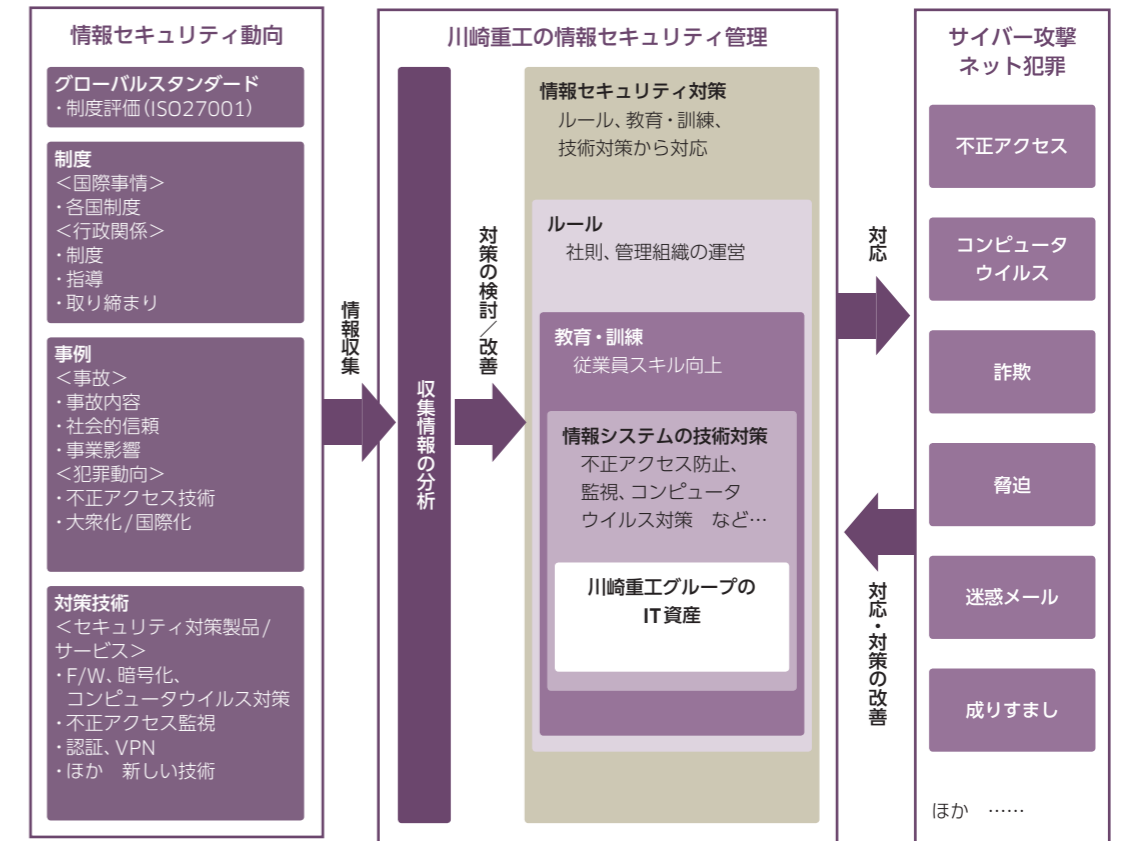 情報セキュリティ動向
グローバルスタンダード
・制度評価(ISO27001)
制度
<国際事情>
・各国制度
<行政関係>
・制度
・指導
・取り締まり
事例
<事故>
・事故内容
・社会的信頼
・事業影響
<犯罪動向>
・不正アクセス技術
・大衆化/国際化
対策技術
<セキュリティ対策製品/
サービス>
・F/W、暗号化、
コンピュータウイルス対策
・不正アクセス監視
・認証、VPN
・ほか　新しい技術
情報収集
川崎重工の情報セキュリティ管理
収集情報の分析
対策の検討/改善
情報セキュリティ対策
ルール、教育・訓練、
技術対策から対応
ルール
社則、管理組織の運営
教育・訓練
従業員スキル向上
情報システムの技術対策
不正アクセス防止、
監視、コンピュータ
ウイルス対策　など…
川崎重工グループの
IT資産
対応
対応・対策の改善
サイバー攻撃
ネット犯罪
不正アクセス
コンピュータ
ウイルス
詐欺
脅迫
迷惑メール
成りすまし
ほか　……